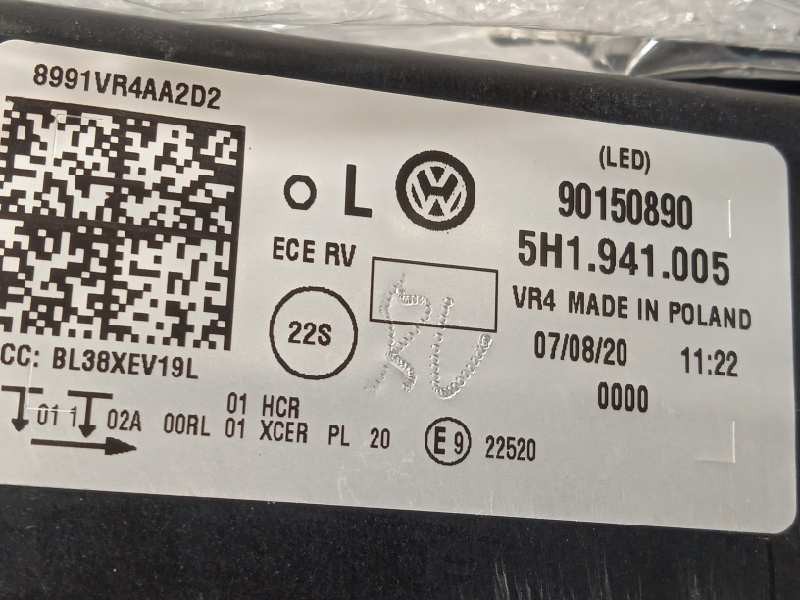 8991VR4AA2D2
L
(LED)
90150890
5H1.941.005
ECE RV
VR4 MADE IN POLAND
22S
07/08/20 11:22
0000
CC: BL38XEV19L
01 1 02A 00RL 01 HCR
01 XCER PL 20 E9 22520